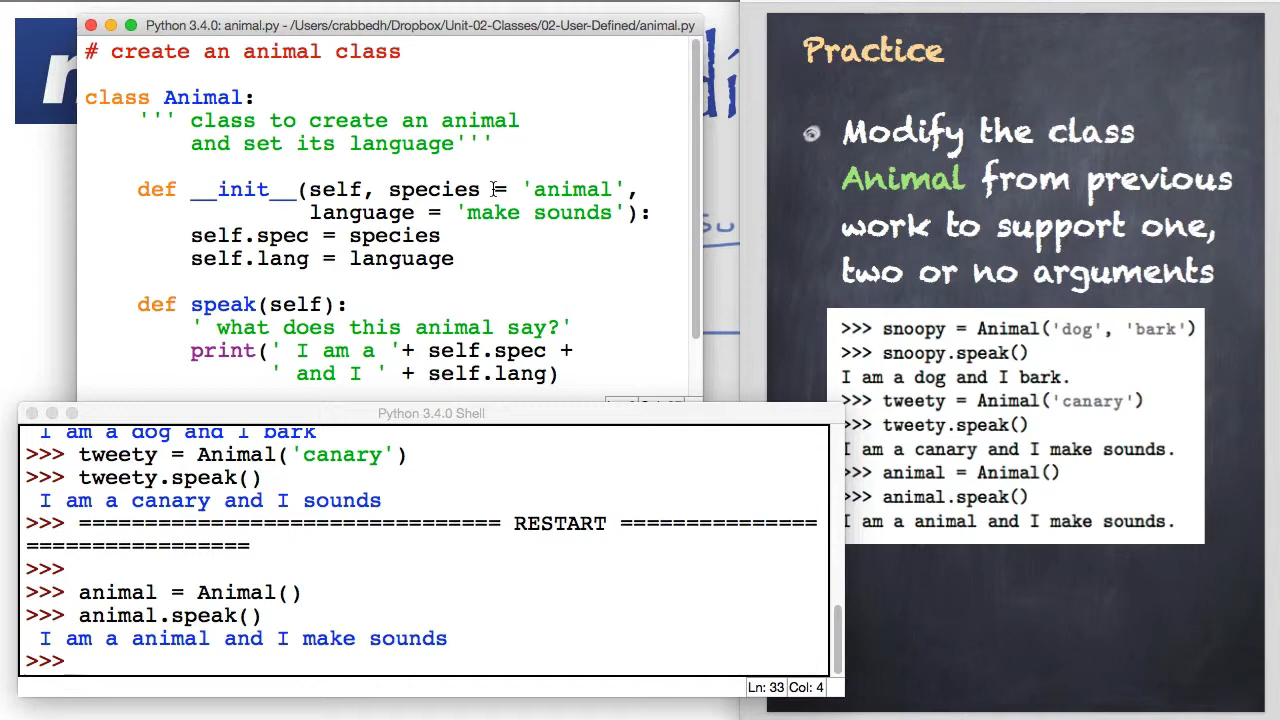 Python 3.4.0: animal.py - /Users/crabbedh/Dropbox/Unit-02-Classes/02-User-Defined/animal.py
# create an animal class
class Animal:
''' class to create an animal
and set its language'''
def __init__(self, species = 'animal',
language = 'make sounds'):
self.spec = species
self.lang = language
def speak(self):
' what does this animal say?'
print(' I am a '+ self.spec +
' and I ' + self.lang)
Python 3.4.0 Shell
I am a dog and I bark
>>> tweety = Animal('canary')
>>> tweety.speak()
I am a canary and I sounds
>>> ================================ RESTART ===============
=================
>>>
>>> animal = Animal()
>>> animal.speak()
I am a animal and I make sounds
>>>
Ln: 33 Col: 4
Practice
Modify the class
Animal from previous
work to support one,
two or no arguments
>>> snoopy = Animal('dog', 'bark')
>>> snoopy.speak()
I am a dog and I bark.
>>> tweety = Animal('canary')
>>> tweety.speak()
I am a canary and I make sounds.
>>> animal = Animal()
>>> animal.speak()
I am a animal and I make sounds.